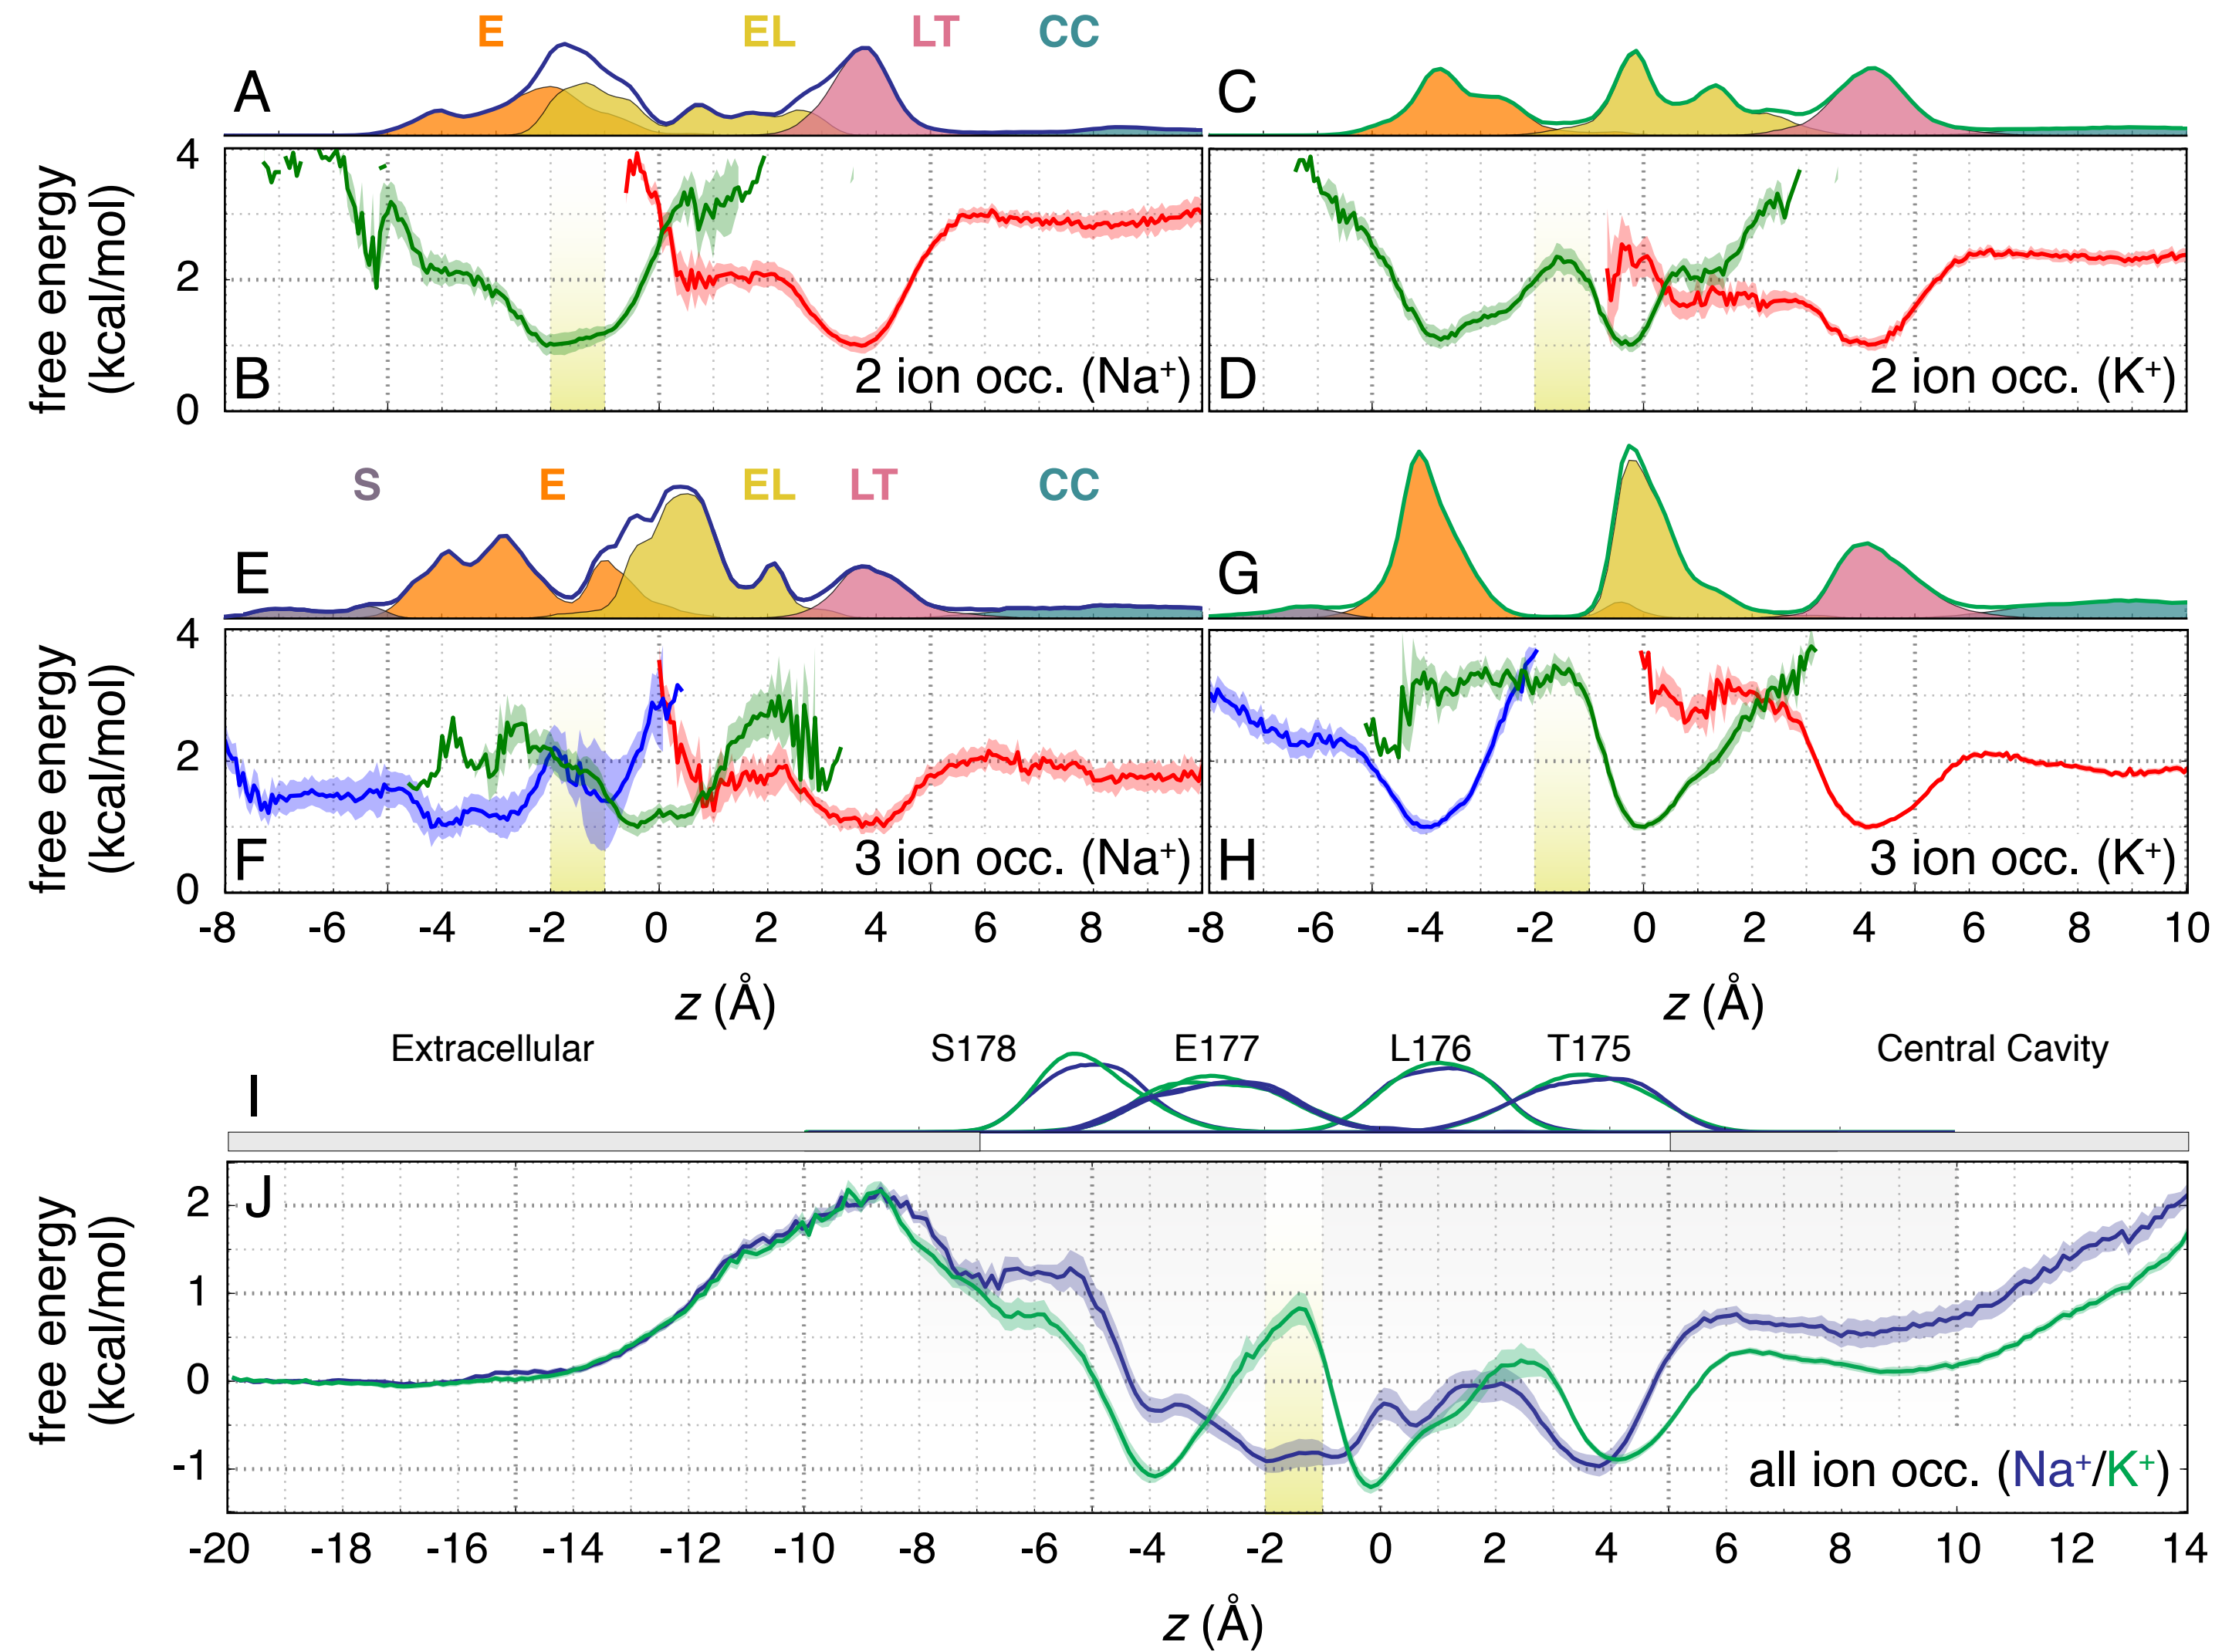 E EL LT CC
A C
free energy
(kcal/mol)
4
2
0
B 2 ion occ. (Na+) D 2 ion occ. (K+)
S E EL LT CC
E G
free energy
(kcal/mol)
4
2
0
F 3 ion occ. (Na+) H 3 ion occ. (K+)
-8 -6 -4 -2 0 2 4 6 8 -8 -6 -4 -2 0 2 4 6 8 10
z (Å) z (Å)
Extracellular S178 E177 L176 T175 Central Cavity
I
free energy
(kcal/mol)
J
2
1
0
-1
all ion occ. (Na+/K+)
-20 -18 -16 -14 -12 -10 -8 -6 -4 -2 0 2 4 6 8 10 12 14
z (Å)